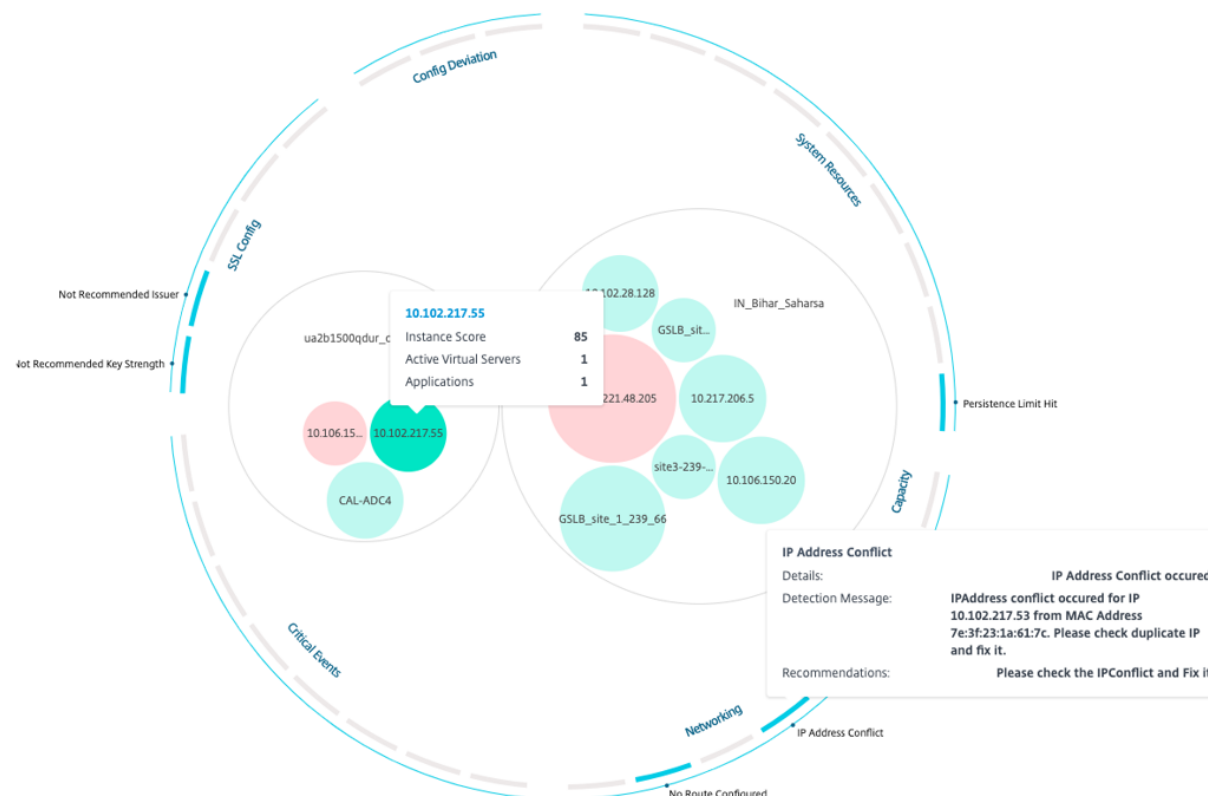 Config Deviation
System Resources
SSL Config
Not Recommended Issuer
Not Recommended Key Strength
ua2b1500qdur_
10.102.217.55
Instance Score 85
Active Virtual Servers 1
Applications 1
10.106.15...
10.102.217.55
CAL-ADC4
.102.28.128
IN_Bihar_Saharsa
GSLB_sit...
221.48.205
10.217.206.5
site3-239-...
10.106.150.20
GSLB_site_1_239_66
Persistence Limit Hit
Capacity
IP Address Conflict
Details: IP Address Conflict occured
Detection Message: IPAddress conflict occured for IP
10.102.217.53 from MAC Address
7e:3f:23:1a:61:7c. Please check duplicate IP
and fix it.
Recommendations: Please check the IPConflict and Fix it
Critical Events
Networking
IP Address Conflict
No Route Configured